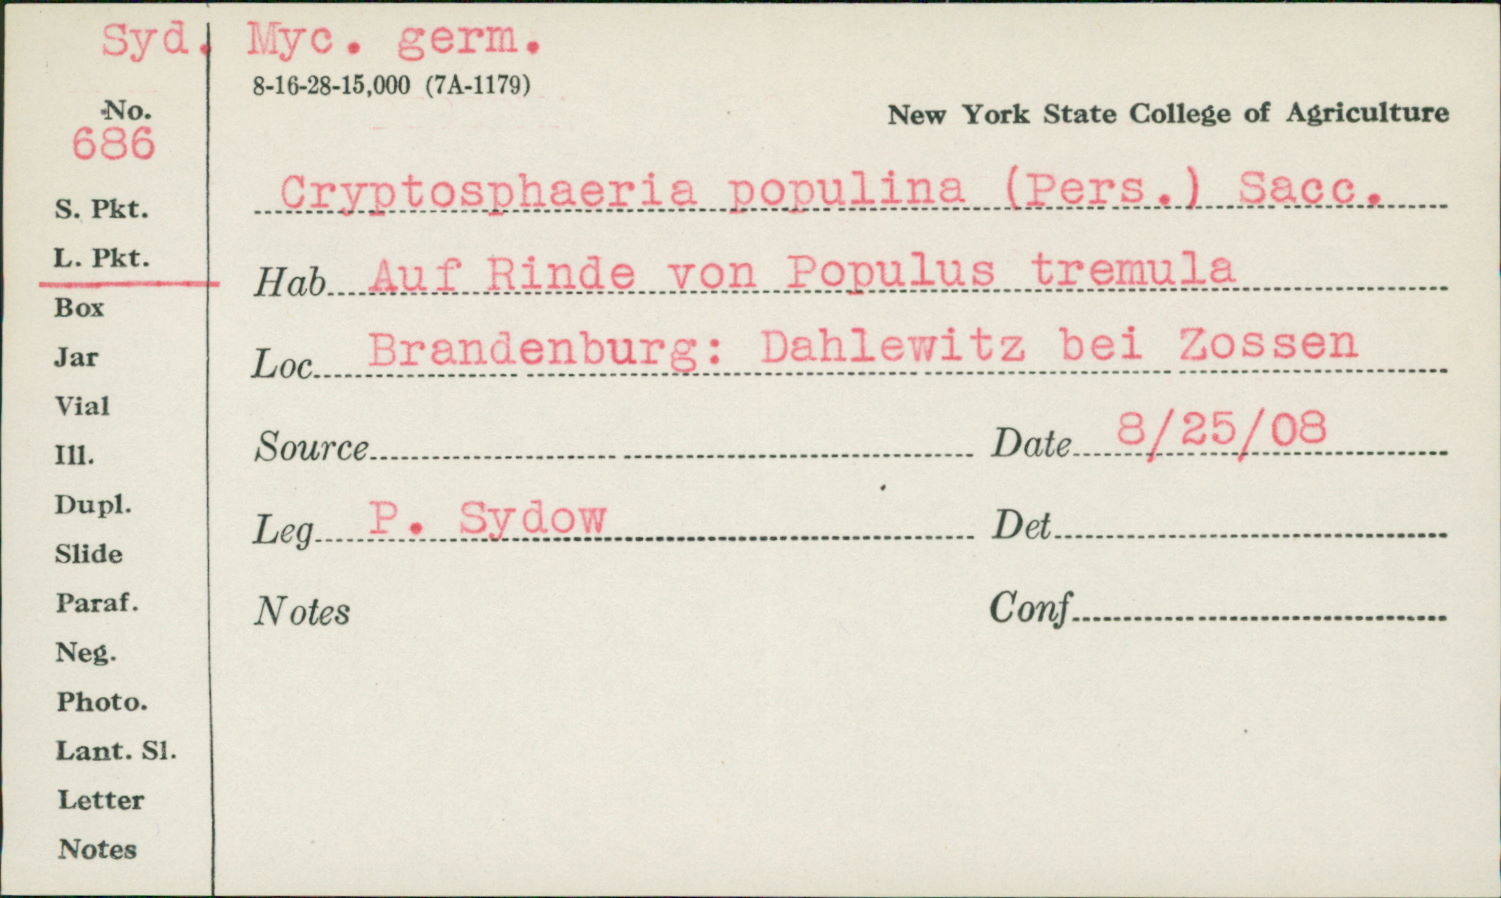 Syd. Myc. germ.
8-16-28-15,000 (7A-1179)
No.
686
New York State College of Agriculture
Cryptosphaeria populina (Pers.) Sacc.
S. Pkt.
L. Pkt.
Hab Auf Rinde von Populus tremula
Box
Loc Brandenburg: Dahlewitz bei Zossen
Jar
Vial
Source Date 8/25/08
Ill.
Dupl.
Leg P. Sydow Det
Slide
Paraf.
Notes Conf
Neg.
Photo.
Lant. Sl.
Letter
Notes